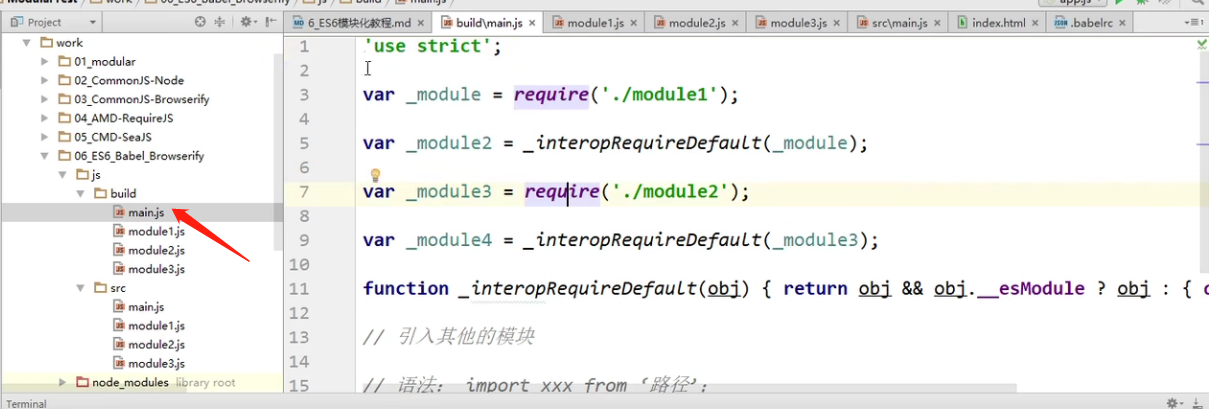 work
06_ES6_Babel_Browserify
js
build
main.js
app.js
Project
6_ES6模块化教程.md
build\main.js
module1.js
module2.js
module3.js
src\main.js
index.html
.babelrc
work
01_modular
02_CommonJS-Node
03_CommonJS-Browserify
04_AMD-RequireJS
05_CMD-SeaJS
06_ES6_Babel_Browserify
js
build
main.js
module1.js
module2.js
module3.js
src
main.js
module1.js
module2.js
module3.js
node_modules library root
1 'use strict';
2
3 var _module = require('./module1');
4
5 var _module2 = _interopRequireDefault(_module);
6
7 var _module3 = require('./module2');
8
9 var _module4 = _interopRequireDefault(_module3);
10
11 function _interopRequireDefault(obj) { return obj && obj.__esModule ? obj : {
12
13 // 引入其他的模块
14
15 // 语法： import xxx from ‘路径’;
Terminal